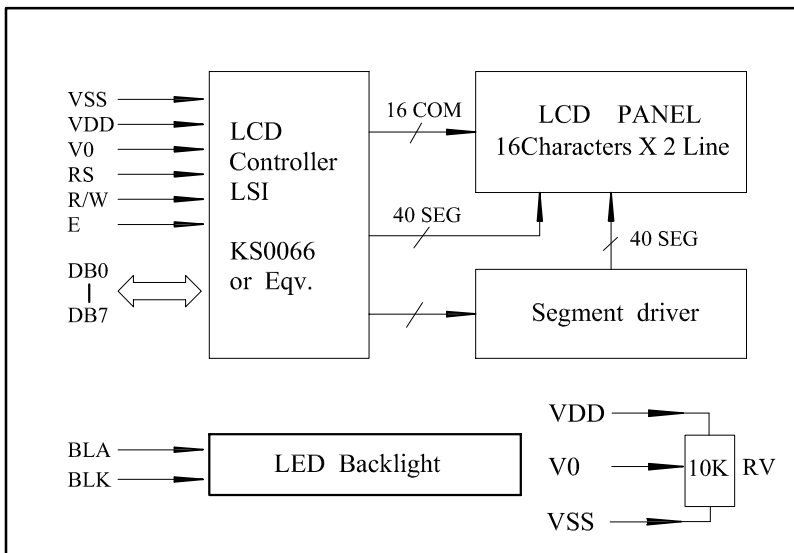 VSS
VDD
V0
RS
R/W
E
DB0
DB7
LCD
Controller
LSI
KS0066
or Eqv.
16 COM
40 SEG
LCD PANEL
16Characters X 2 Line
40 SEG
Segment driver
BLA
BLK
LED Backlight
VDD
V0
VSS
10K
RV